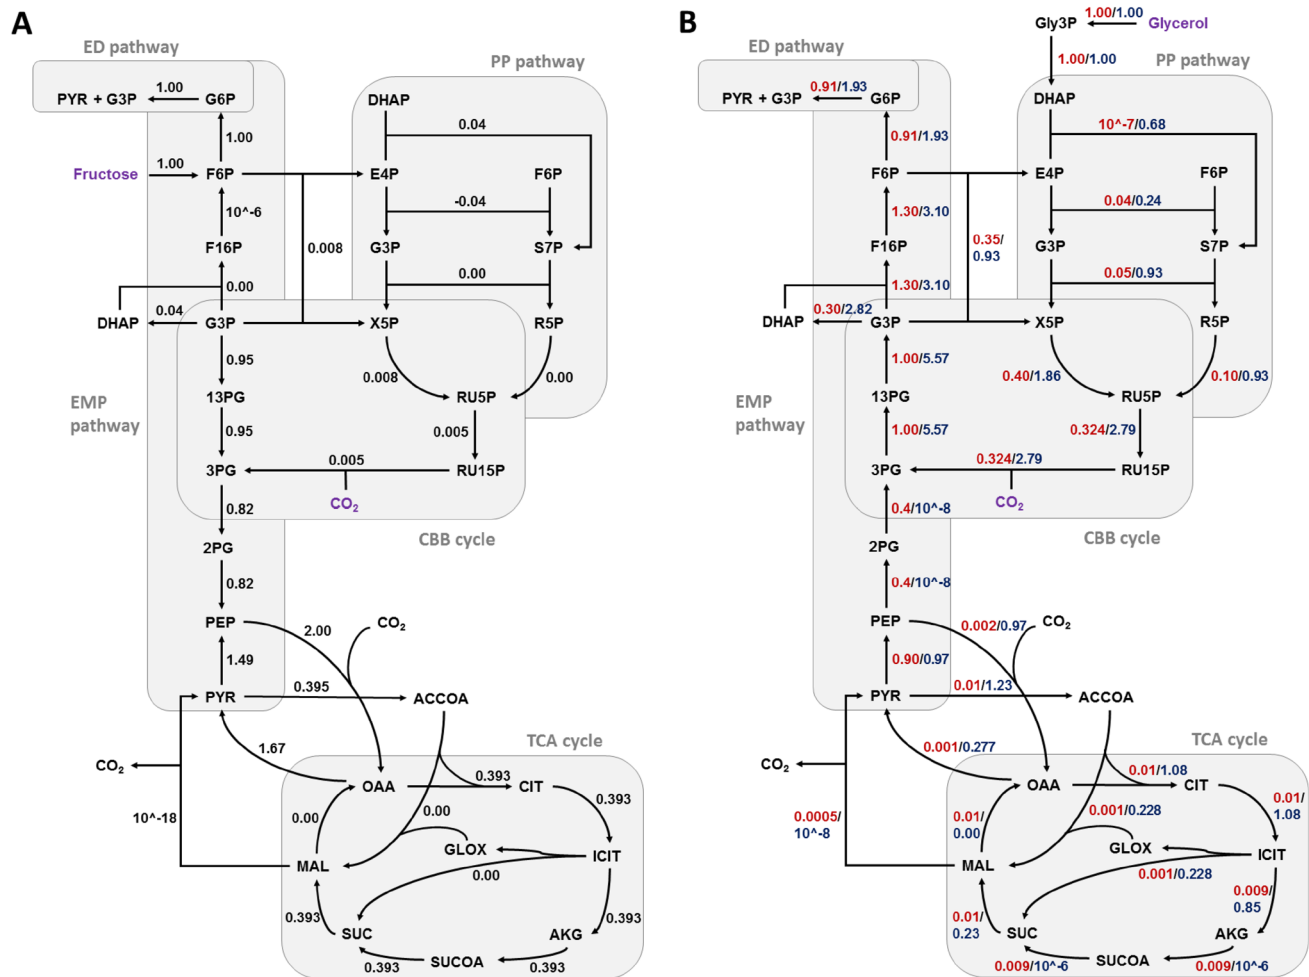 A
ED pathway
PP pathway
1.00
PYR + G3P
G6P
DHAP
0.04
1.00
Fructose
1.00
F6P
E4P
F6P
-0.04
10^-6
F16P
0.008
G3P
S7P
0.00
0.00
DHAP
0.04
G3P
X5P
R5P
0.95
0.008
0.00
EMP
pathway
13PG
RU5P
0.95
0.005
3PG
0.005
RU15P
CO2
0.82
CBB cycle
2PG
0.82
PEP
2.00
CO2
1.49
PYR
0.395
ACCOA
TCA cycle
1.67
CO2
OAA
0.393
CIT
0.393
10^-18
0.00
0.00
GLOX
ICIT
MAL
0.00
0.393
0.393
SUC
AKG
0.393
SUCOA
0.393
B
Gly3P
1.00/1.00
Glycerol
ED pathway
1.00/1.00
PP pathway
0.91/1.93
PYR + G3P
G6P
DHAP
10^-7/0.68
0.91/1.93
F6P
E4P
F6P
1.30/3.10
0.04/0.24
F16P
0.35/
0.93
G3P
S7P
1.30/3.10
0.05/0.93
0.30/2.82
DHAP
G3P
X5P
R5P
1.00/5.57
0.40/1.86
0.10/0.93
EMP
pathway
13PG
RU5P
1.00/5.57
0.324/2.79
3PG
0.324/2.79
RU15P
CO2
0.4/10^-8
CBB cycle
2PG
0.4/10^-8
PEP
0.002/0.97
CO2
0.90/0.97
PYR
0.01/1.23
ACCOA
TCA cycle
0.001/0.277
CO2
OAA
0.01/1.08
CIT
0.01/
1.08
0.0005/
10^-8
0.01/
0.00
0.001/0.228
GLOX
ICIT
MAL
0.001/0.228
0.009/
0.85
0.01/
0.23
SUC
AKG
0.009/10^-6
SUCOA
0.009/10^-6